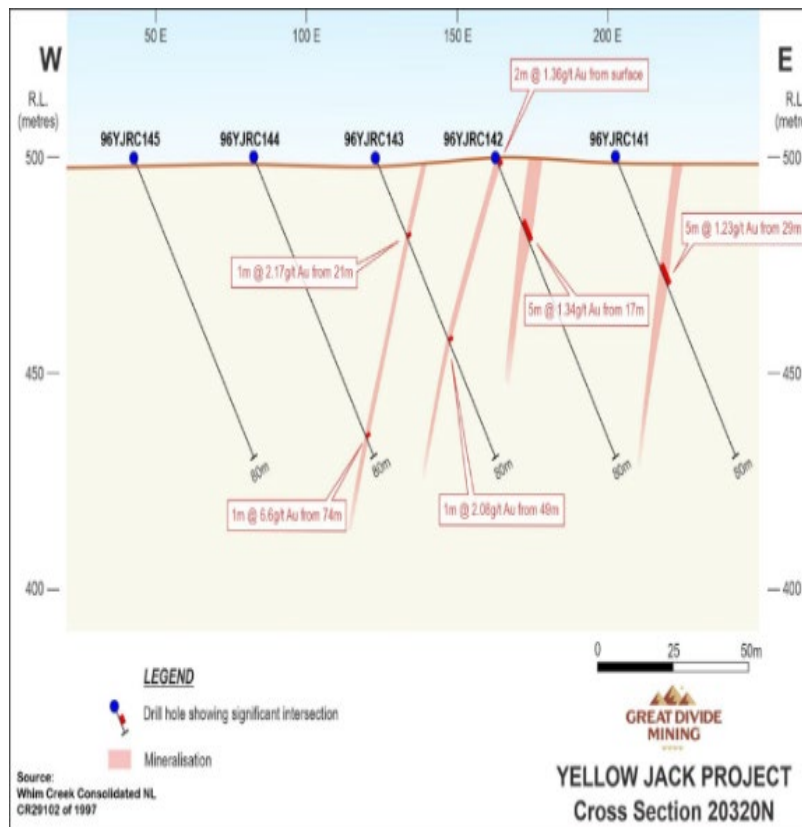 50 E 100 E 150 E 200 E
W
E
R.L.
(metres)
R.L.
(metres)
2m @ 1.36g/t Au from surface
96YJRC145 96YJRC144 96YJRC143 96YJRC142 96YJRC141
500
500
5m @ 1.23g/t Au from 29m
1m @ 2.17g/t Au from 21m
5m @ 1.34g/t Au from 17m
450
450
80m 80m 80m 80m 80m
1m @ 6.6g/t Au from 74m
1m @ 2.08g/t Au from 49m
400
400
0 25 50m
LEGEND
Drill hole showing significant intersection
Mineralisation
GREAT DIVIDE
MINING
Source:
Whim Creek Consolidated NL
CR29102 of 1997
YELLOW JACK PROJECT
Cross Section 20320N